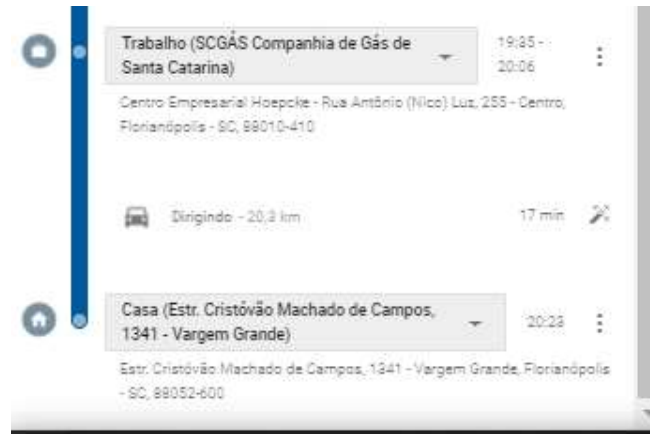 Trabalho (SCGÁS Companhia de Gás de
Santa Catarina)
19:35 -
20:06
Centro Empresarial Hoepcke - Rua Antônio (Nico) Luz, 255 - Centro,
Florianópolis - SC, 88010-410
Dirigindo - 20,3 km
17 min
Casa (Estr. Cristóvão Machado de Campos,
1341 - Vargem Grande)
20:23
Estr. Cristóvão Machado de Campos, 1341 - Vargem Grande, Florianópolis
- SC, 88052-600